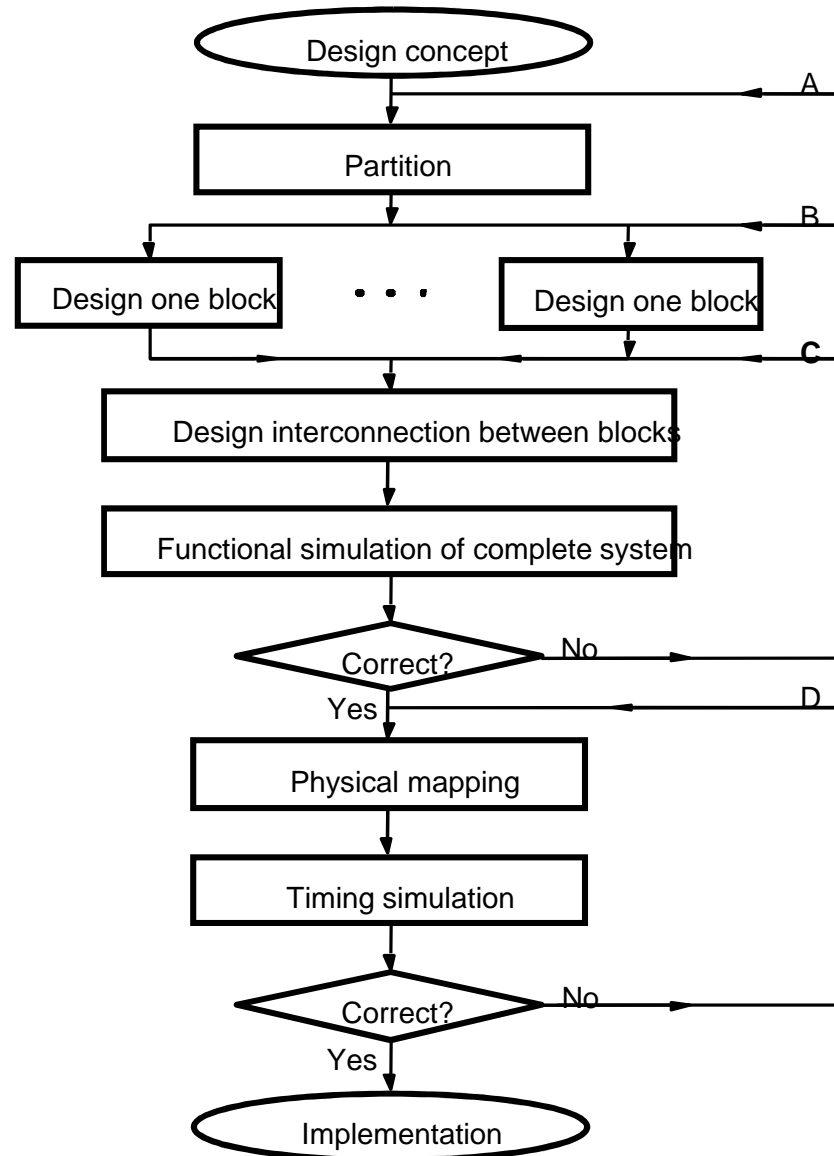 Design concept
A
Partition
B
Design one block
Design one block
C
Design interconnection between blocks
Functional simulation of complete system
Correct?
No
Yes
D
Physical mapping
Timing simulation
Correct?
No
Yes
Implementation